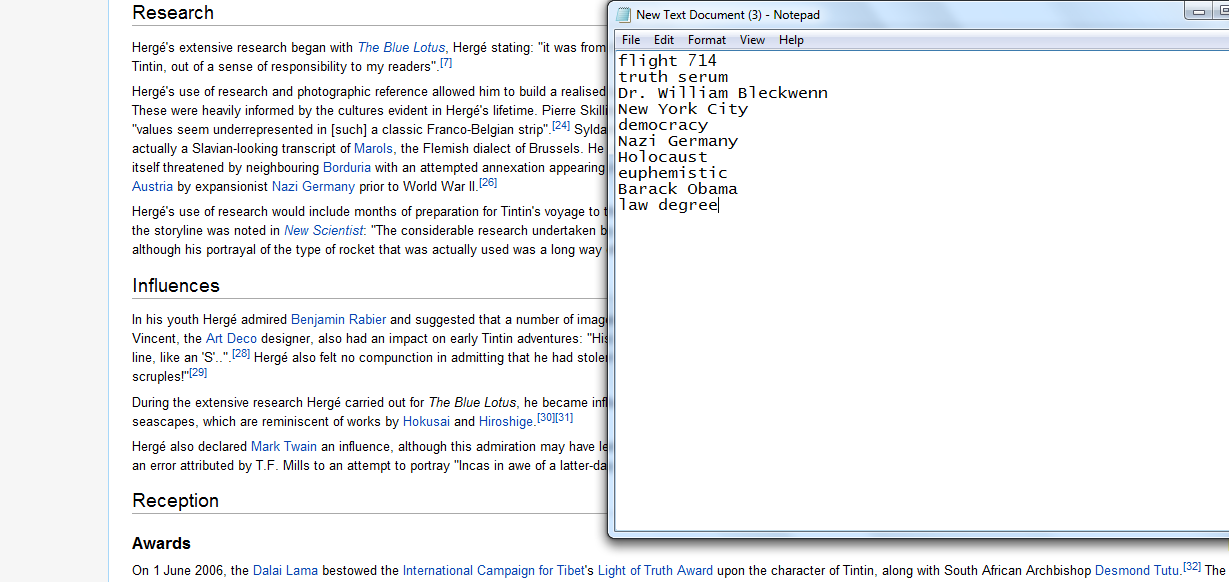 Research
Hergé's extensive research began with The Blue Lotus, Hergé stating: "it was from
Tintin, out of a sense of responsibility to my readers".[7]
Hergé's use of research and photographic reference allowed him to build a realised
These were heavily informed by the cultures evident in Hergé's lifetime. Pierre Skilli
"values seem underrepresented in [such] a classic Franco-Belgian strip".[24] Sylda
actually a Slavian-looking transcript of Marols, the Flemish dialect of Brussels. He
itself threatened by neighbouring Borduria with an attempted annexation appearing
Austria by expansionist Nazi Germany prior to World War II.[26]
Hergé's use of research would include months of preparation for Tintin's voyage to t
the storyline was noted in New Scientist: "The considerable research undertaken b
although his portrayal of the type of rocket that was actually used was a long way
Influences
In his youth Hergé admired Benjamin Rabier and suggested that a number of image
Vincent, the Art Deco designer, also had an impact on early Tintin adventures: "His
line, like an 'S'..".[28] Hergé also felt no compunction in admitting that he had stolen
scruples!"[29]
During the extensive research Hergé carried out for The Blue Lotus, he became infl
seascapes, which are reminiscent of works by Hokusai and Hiroshige.[30][31]
Hergé also declared Mark Twain an influence, although this admiration may have le
an error attributed by T.F. Mills to an attempt to portray "Incas in awe of a latter-da
Reception
Awards
On 1 June 2006, the Dalai Lama bestowed the International Campaign for Tibet's Light of Truth Award upon the character of Tintin, along with South African Archbishop Desmond Tutu.[32] The
New Text Document (3) - Notepad
File Edit Format View Help
flight 714
truth serum
Dr. William Bleckwenn
New York City
democracy
Nazi Germany
Holocaust
euphemistic
Barack Obama
law degree